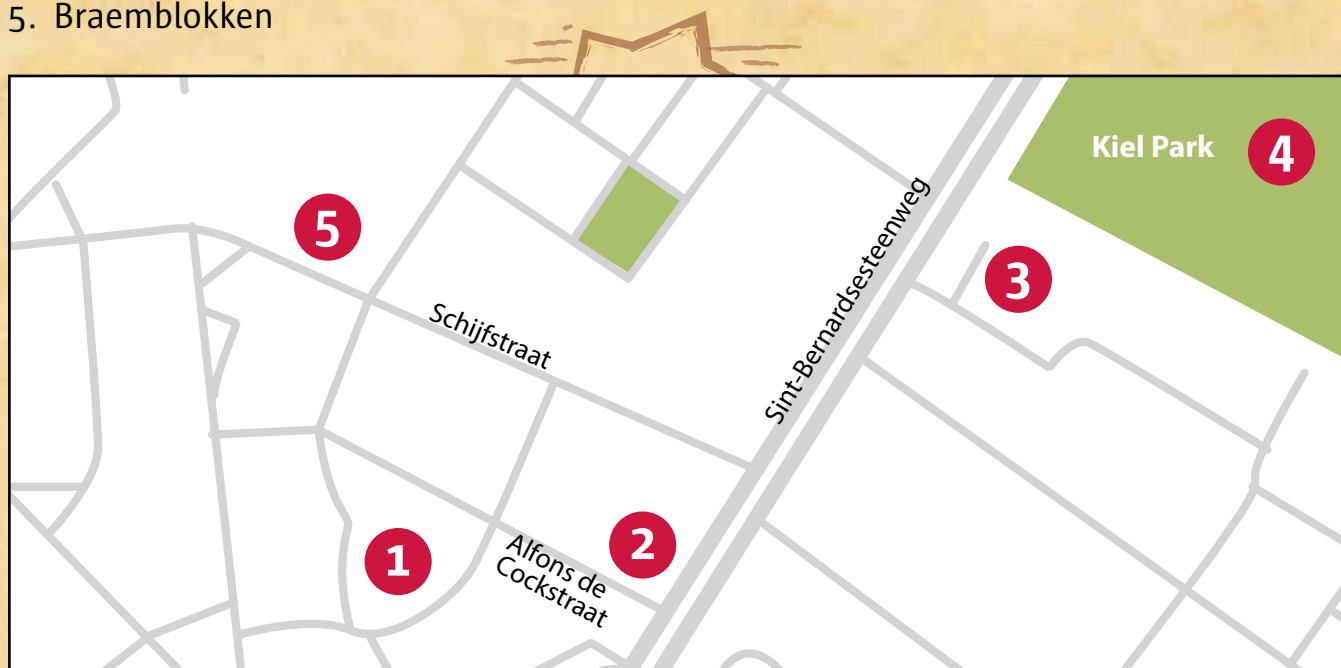 5. Braemblokken
Kiel Park
4
5
3
Schijfstraat
Sint-Bernardsesteenweg
2
1
Alfons de
Cockstraat